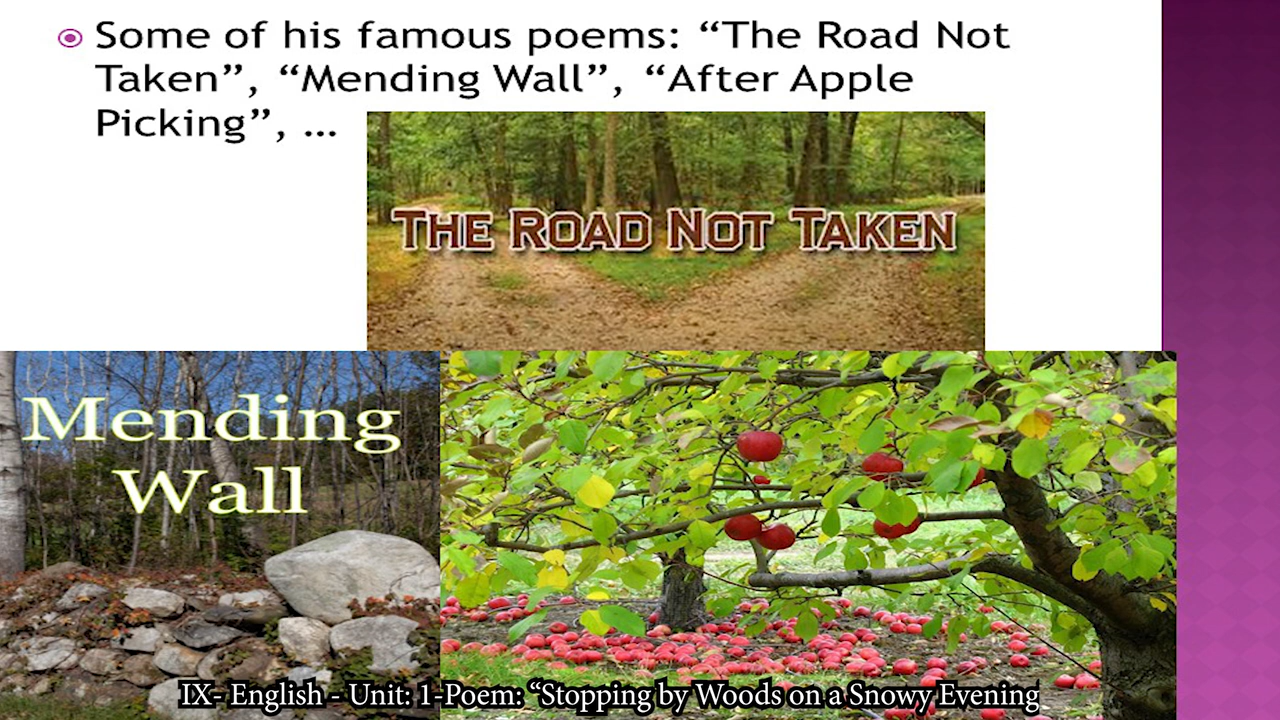 Some of his famous poems: “The Road Not
Taken”, “Mending Wall”, “After Apple
Picking”, ...
THE ROAD NOT TAKEN
Mending
Wall
IX- English - Unit: 1-Poem: “Stopping by Woods on a Snowy Evening